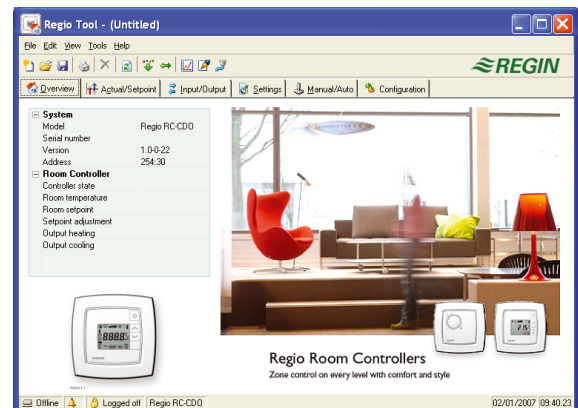 Regio Tool - (Untitled)
File Edit View Tools Help
REGIN
Overview Actual/Setpoint Input/Output Settings Manual/Auto Configuration
System
Model Regio RC-CDO
Serial number
Version 1.0-0-22
Address 254:30
Room Controller
Controller state
Room temperature
Room setpoint
Setpoint adjustment
Output heating
Output cooling
Regio Room Controllers
Zone control on every level with comfort and style
Offline Logged off Regio RC-CDO 02/01/2007 09:40:23